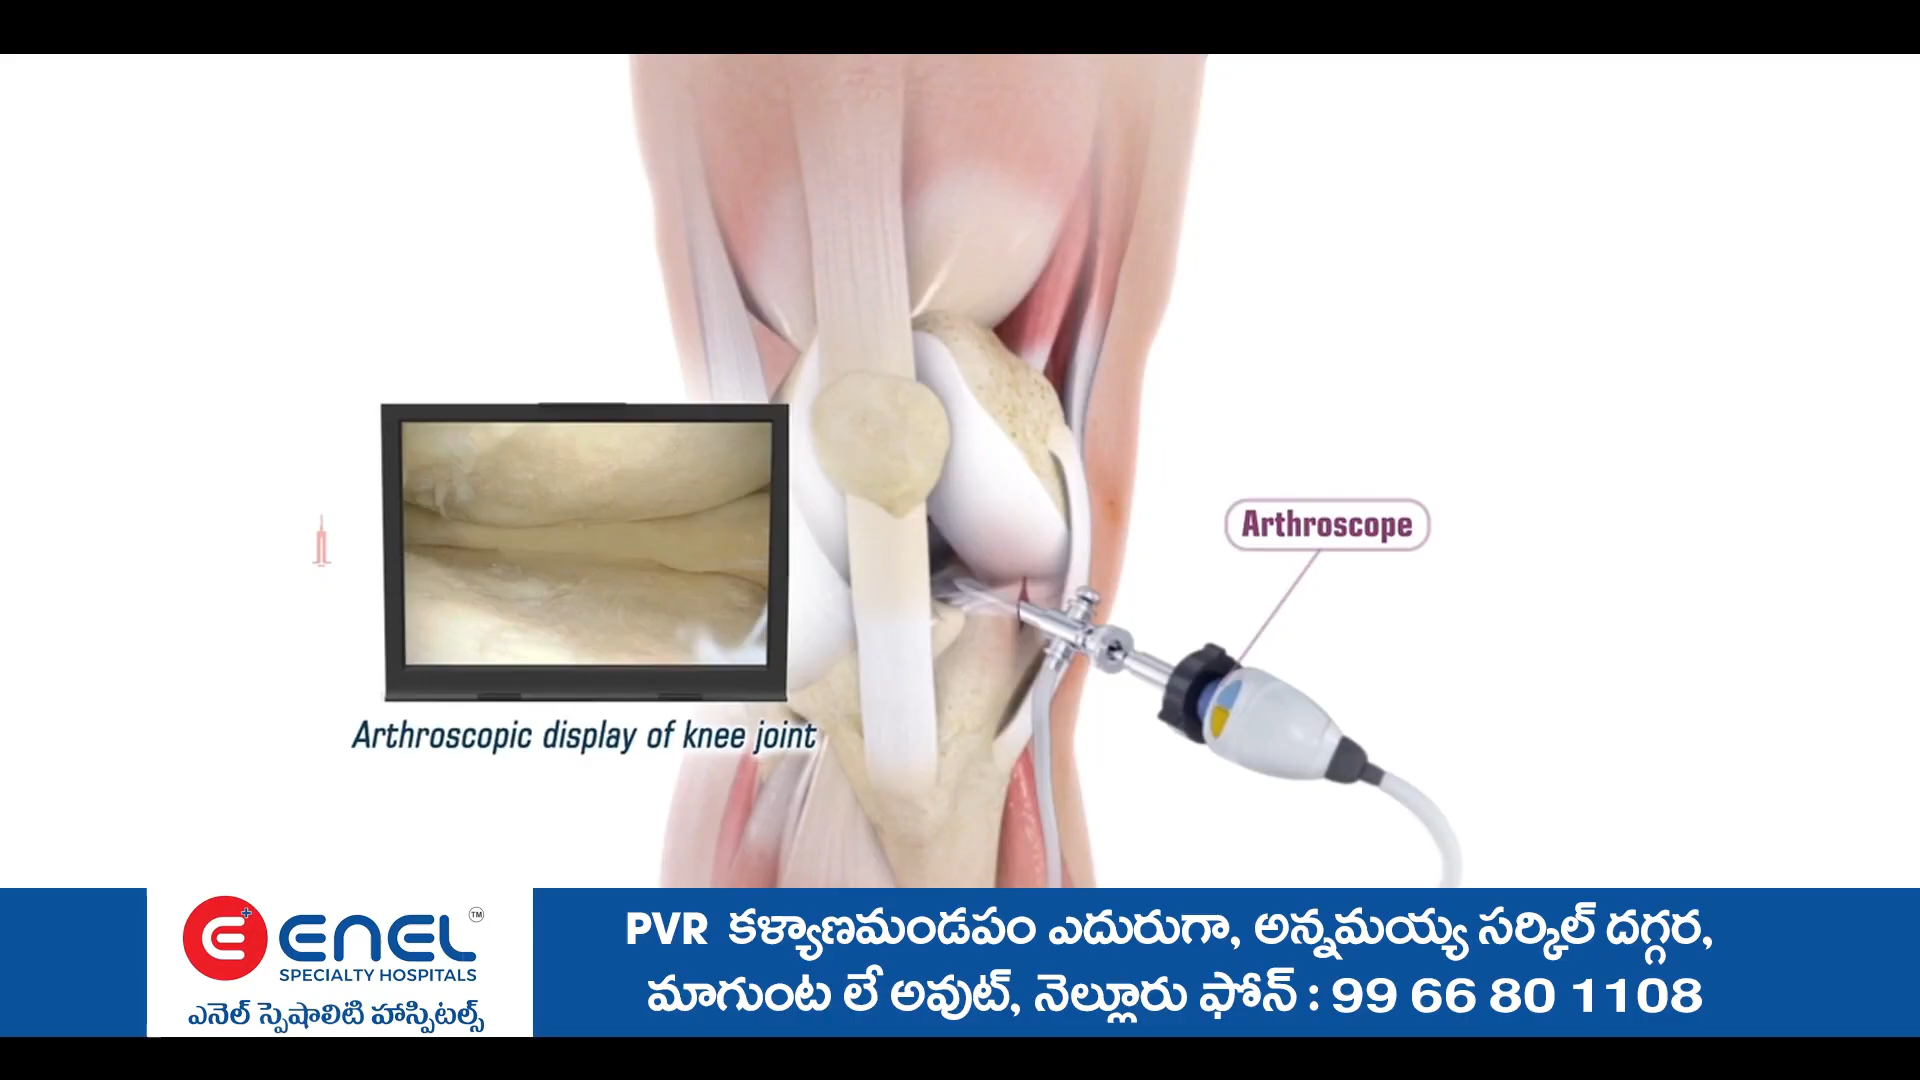 Arthroscope
Arthroscopic display of knee joint
ENEL TM
SPECIALTY HOSPITALS
ఎనెల్ స్పెషాలిటి హాస్పిటల్స్
PVR కళ్యాణమండపం ఎదురుగా, అన్నమయ్య సర్కిల్ దగ్గర,
మాగుంట లే అవుట్, నెల్లూరు ఫోన్ : 99 66 80 1108